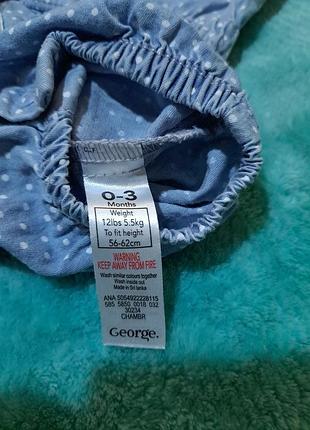 0-3
Months
Weight
12lbs 5.5kg
To fit height
56-62cm
WARNING
KEEP AWAY FROM FIRE
Wash similar colours together
Wash inside out
Made in Sri lanka
ANA 5054922228115
585 5850 0018 032
30234
CHAMBR
George.